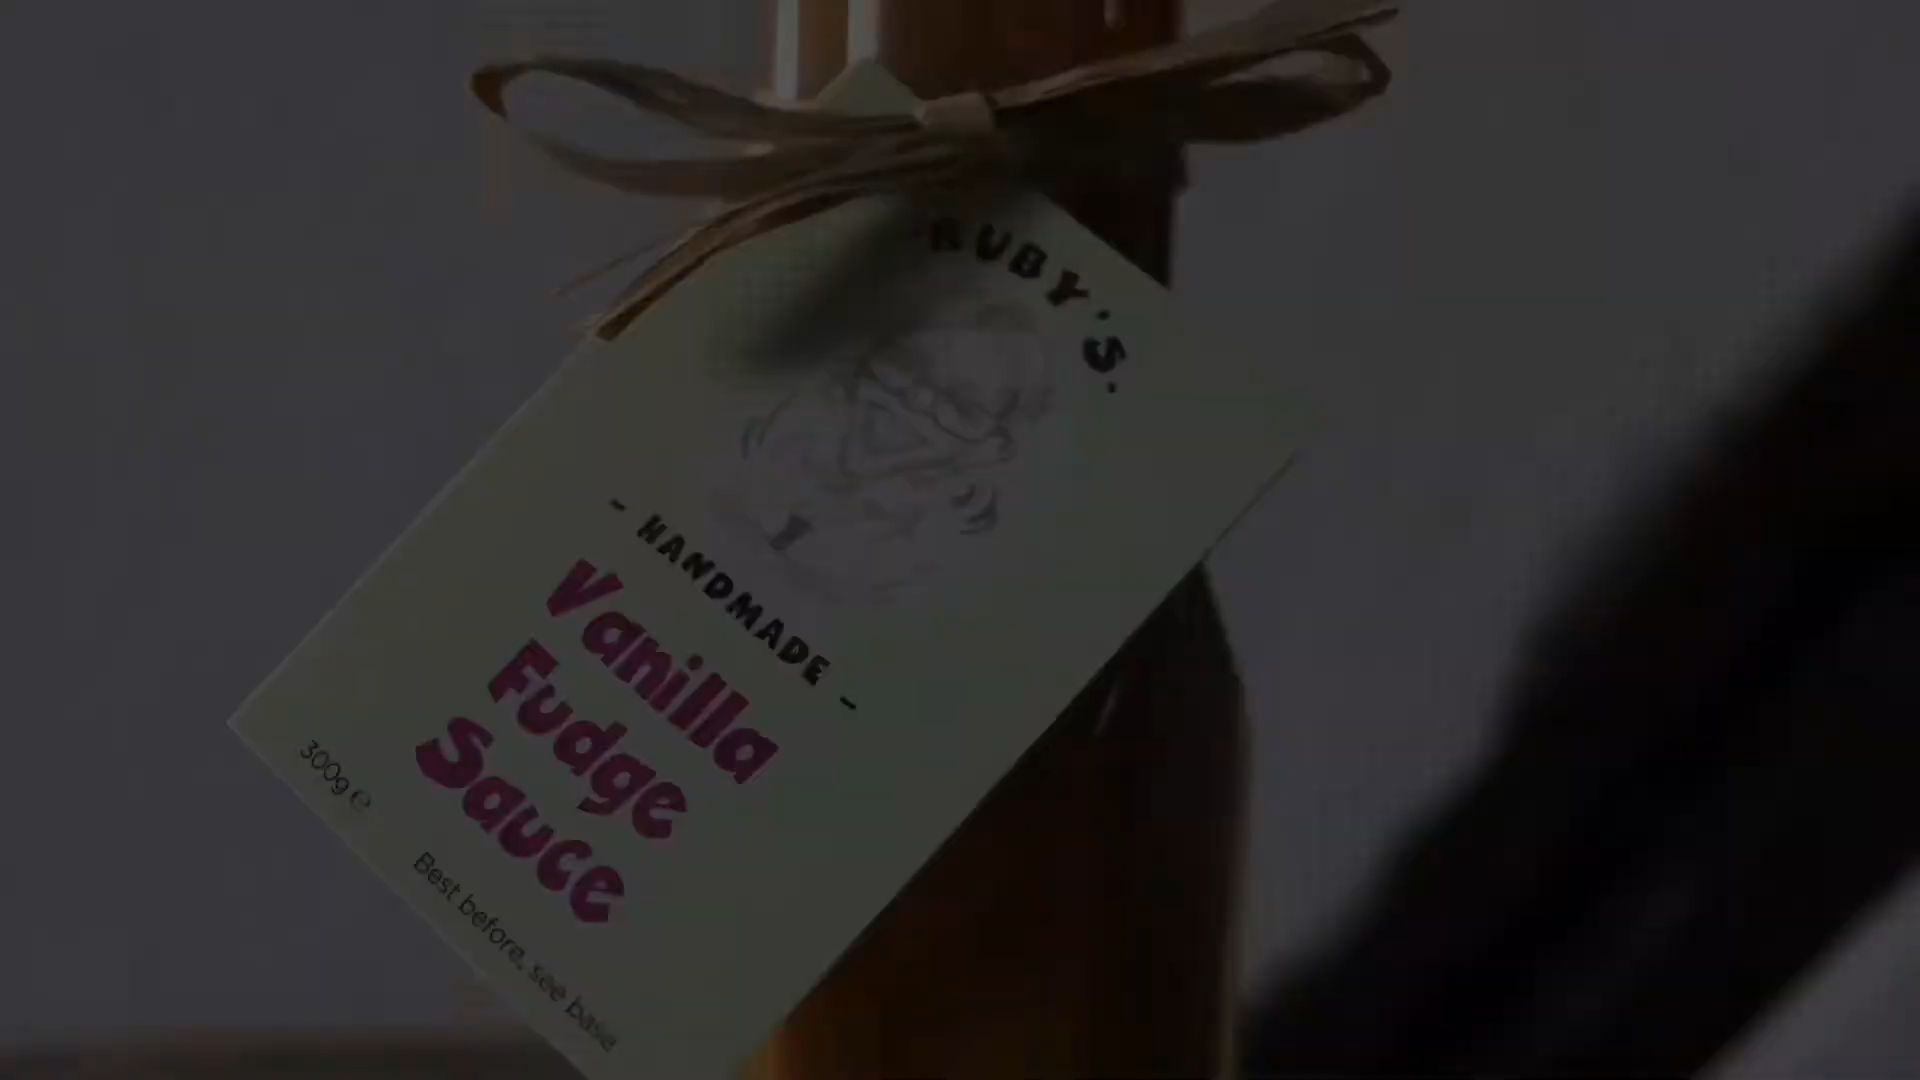 RUBY'S
- HANDMADE -
Vanilla
Fudge
Sauce
300g ℮
Best before, see base